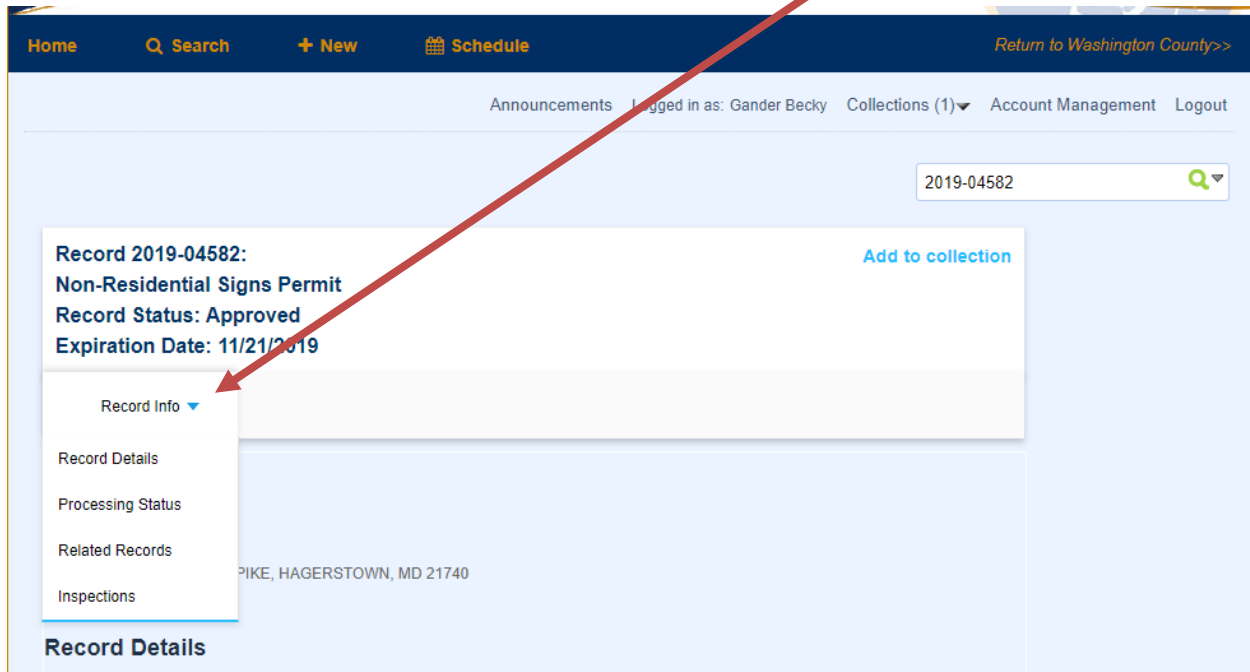 Home Search + New Schedule Return to Washington County>>
Announcements Logged in as: Gander Becky Collections (1) Account Management Logout
2019-04582
Record 2019-04582: Add to collection
Non-Residential Signs Permit
Record Status: Approved
Expiration Date: 11/21/2019
Record Info
Record Details
Processing Status
Related Records
PIKE, HAGERSTOWN, MD 21740
Inspections
Record Details